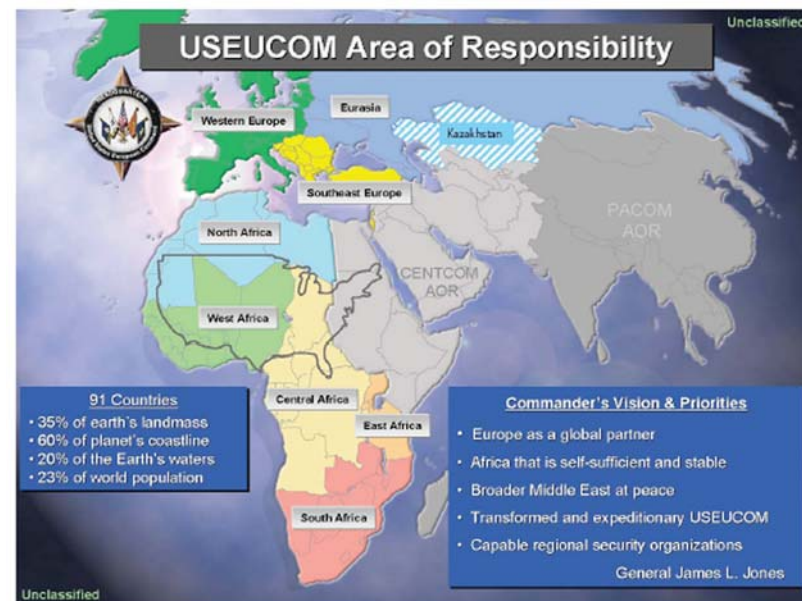 Unclassified
USEUCOM Area of Responsibility
Western Europe
Eurasia
Kazakhstan
Southeast Europe
North Africa
PACOM
AOR
CENTCOM
AOR
West Africa
Central Africa
East Africa
South Africa
91 Countries
• 35% of earth's landmass
• 60% of planet's coastline
• 20% of the Earth's waters
• 23% of world population
Commander's Vision & Priorities
• Europe as a global partner
• Africa that is self-sufficient and stable
• Broader Middle East at peace
• Transformed and expeditionary USEUCOM
• Capable regional security organizations
General James L. Jones
Unclassified